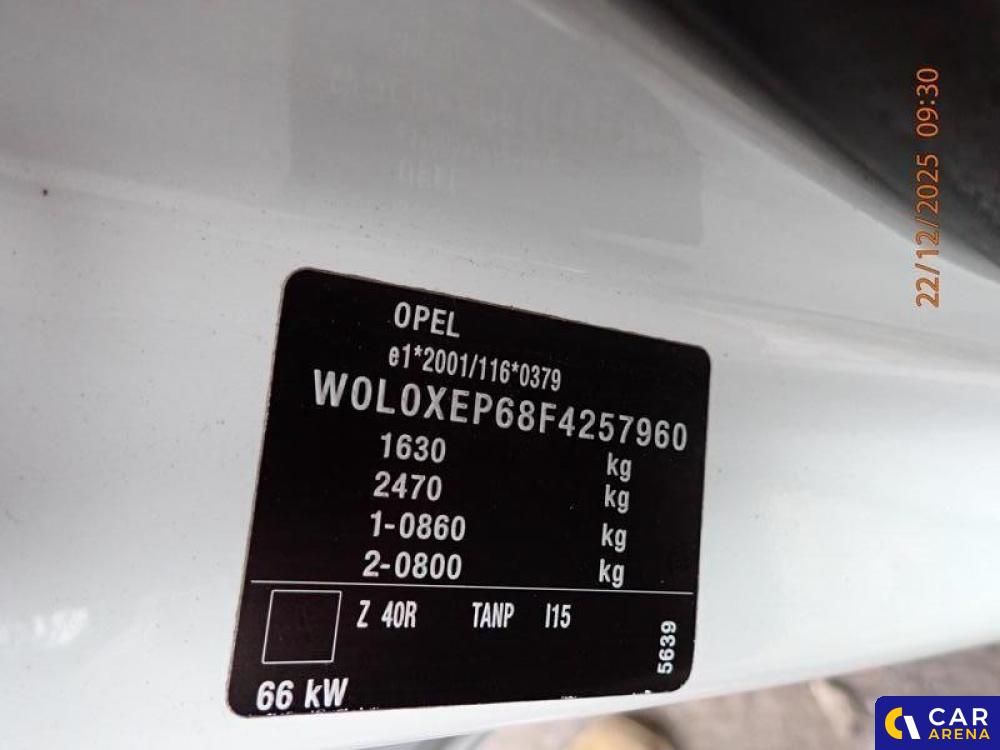 22/12/2025 09:30
OPEL
e1*2001/116*0379
W0L0XEP68F4257960
1630 kg
2470 kg
1-0860 kg
2-0800 kg
Z 40R TANP I15
5639
66 kW
CAR
ARENA